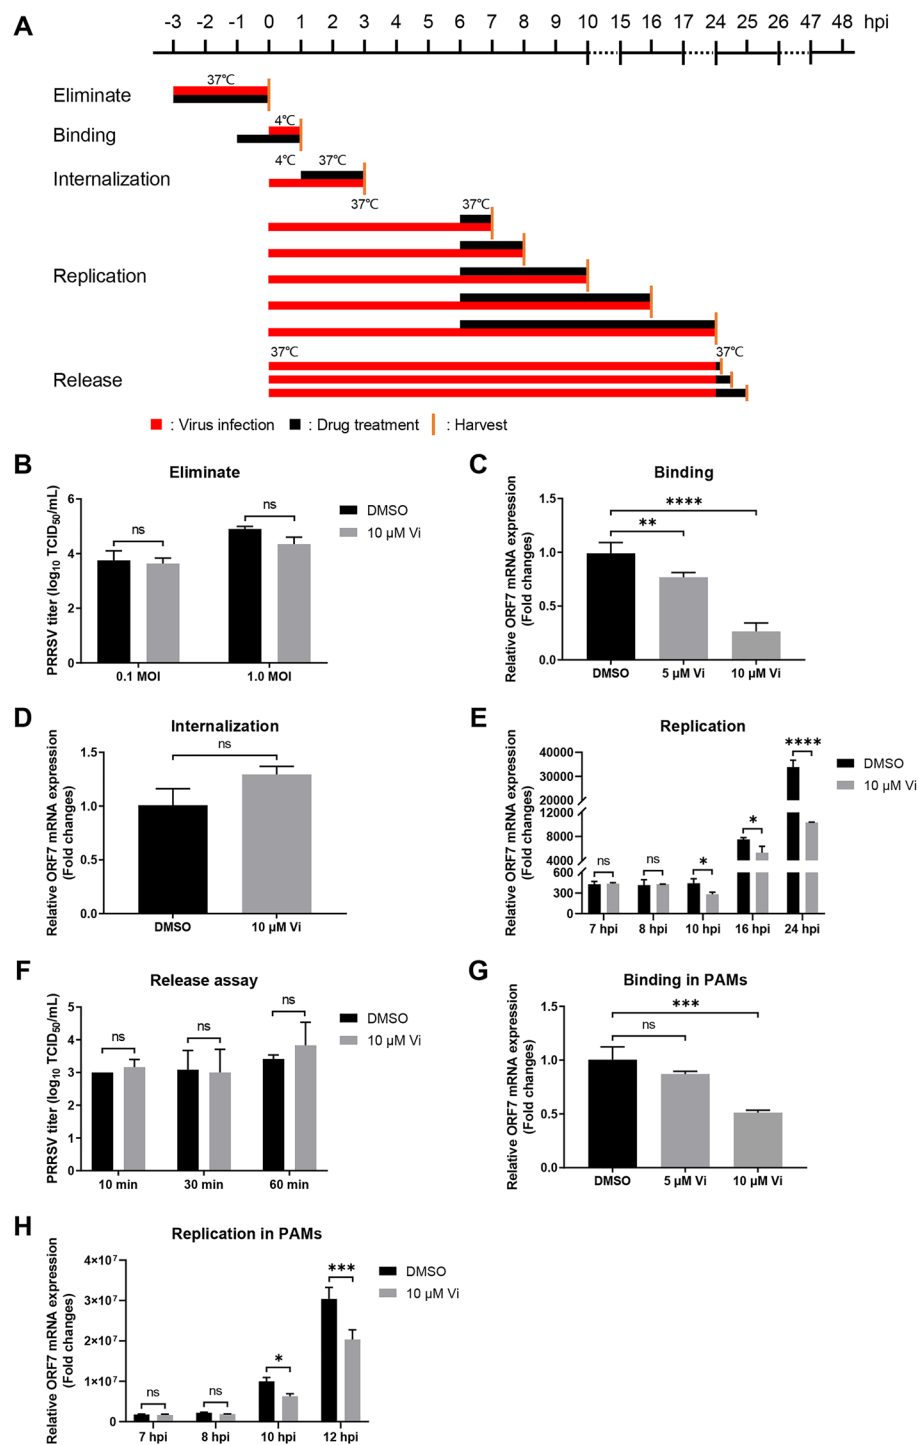 A
-3 -2 -1 0 1 2 3 4 5 6 7 8 9 10 15 16 17 24 25 26 47 48 hpi
37℃
Eliminate
4℃
Binding
4℃ 37℃
Internalization
37℃ 37℃
Replication
37℃ 37℃
Release
: Virus infection : Drug treatment : Harvest
B
Eliminate
PRRSV titer (log₁₀ TCID₅₀/mL)
6
4
2
0
ns
ns
DMSO
10 μM Vi
0.1 MOI 1.0 MOI
C
Binding
Relative ORF7 mRNA expression
(Fold changes)
1.5
1.0
0.5
0.0
****
**
DMSO 5 μM Vi 10 μM Vi
D
Internalization
Relative ORF7 mRNA expression
(Fold changes)
1.5
1.0
0.5
0.0
ns
DMSO 10 μM Vi
E
Replication
Relative ORF7 mRNA expression
(Fold changes)
40000
30000
20000
12000
8000
4000
600
300
0
ns
ns
*
*
****
DMSO
10 μM Vi
7 hpi 8 hpi 10 hpi 16 hpi 24 hpi
F
Release assay
PRRSV titer (log₁₀ TCID₅₀/mL)
5
4
3
2
1
0
ns
ns
ns
DMSO
10 μM Vi
10 min 30 min 60 min
G
Binding in PAMs
Relative ORF7 mRNA expression
(Fold changes)
1.5
1.0
0.5
0.0
***
ns
DMSO 5 μM Vi 10 μM Vi
H
Replication in PAMs
Relative ORF7 mRNA expression
(Fold changes)
4×10⁷
3×10⁷
2×10⁷
1×10⁷
0
ns
ns
*
***
DMSO
10 μM Vi
7 hpi 8 hpi 10 hpi 12 hpi